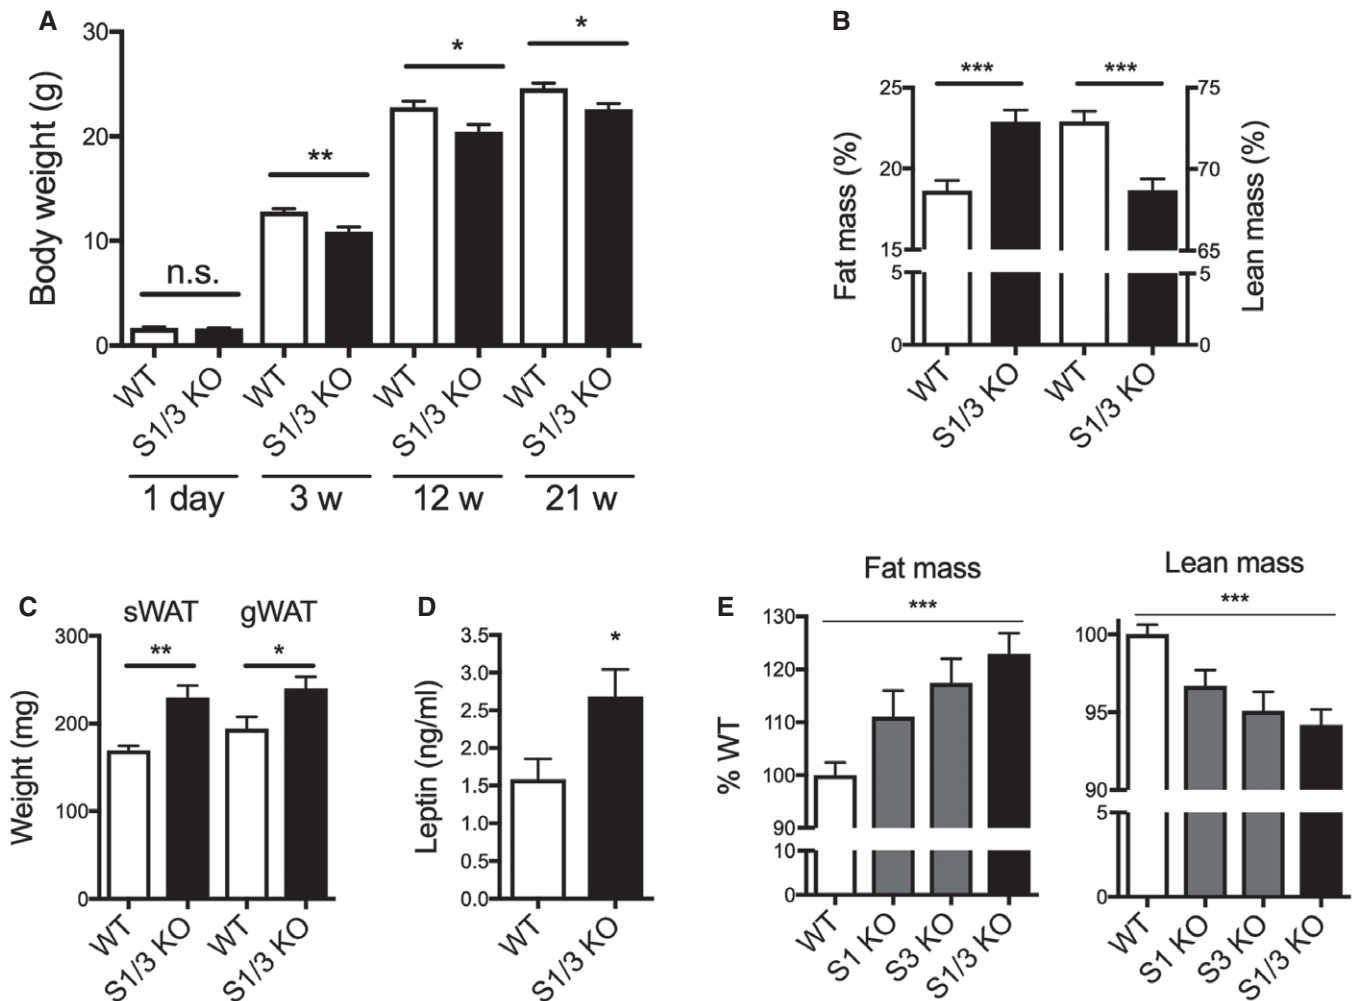 A
Body weight (g)
30
20
10
0
n.s.
**
*
*
WT
S1/3 KO
WT
S1/3 KO
WT
S1/3 KO
WT
S1/3 KO
1 day
3 w
12 w
21 w
B
Fat mass (%)
25
20
15
5
0
***
***
75
70
65
5
0
Lean mass (%)
WT
S1/3 KO
WT
S1/3 KO
C
sWAT
gWAT
Weight (mg)
300
200
100
0
**
*
WT
S1/3 KO
WT
S1/3 KO
D
Leptin (ng/ml)
3.5
3.0
2.5
2.0
1.5
1.0
0.5
0.0
*
WT
S1/3 KO
E
Fat mass
% WT
130
120
110
100
90
10
0
***
WT
S1 KO
S3 KO
S1/3 KO
Lean mass
100
95
90
5
0
***
WT
S1 KO
S3 KO
S1/3 KO